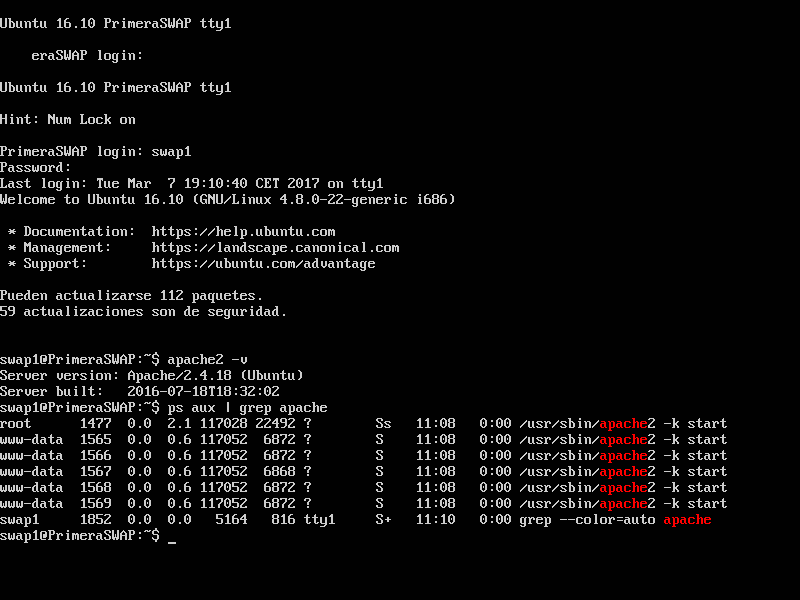 Ubuntu 16.10 PrimeraSWAP tty1
eraSWAP login:
Ubuntu 16.10 PrimeraSWAP tty1
Hint: Num Lock on
PrimeraSWAP login: swap1
Password:
Last login: Tue Mar  7 19:10:40 CET 2017 on tty1
Welcome to Ubuntu 16.10 (GNU/Linux 4.8.0-22-generic i686)
 * Documentation:  https://help.ubuntu.com
 * Management:     https://landscape.canonical.com
 * Support:        https://ubuntu.com/advantage
Pueden actualizarse 112 paquetes.
59 actualizaciones son de seguridad.
swap1@PrimeraSWAP:~$ apache2 -v
Server version: Apache/2.4.18 (Ubuntu)
Server built:   2016-07-18T18:32:02
swap1@PrimeraSWAP:~$ ps aux | grep apache
root      1477  0.0  2.1 117028 22492 ?        Ss   11:08   0:00 /usr/sbin/apache2 -k start
www-data  1565  0.0  0.6 117052  6872 ?        S    11:08   0:00 /usr/sbin/apache2 -k start
www-data  1566  0.0  0.6 117052  6872 ?        S    11:08   0:00 /usr/sbin/apache2 -k start
www-data  1567  0.0  0.6 117052  6868 ?        S    11:08   0:00 /usr/sbin/apache2 -k start
www-data  1568  0.0  0.6 117052  6872 ?        S    11:08   0:00 /usr/sbin/apache2 -k start
www-data  1569  0.0  0.6 117052  6872 ?        S    11:08   0:00 /usr/sbin/apache2 -k start
swap1     1852  0.0  0.0   5164   816 tty1     S+   11:10   0:00 grep --color=auto apache
swap1@PrimeraSWAP:~$ _